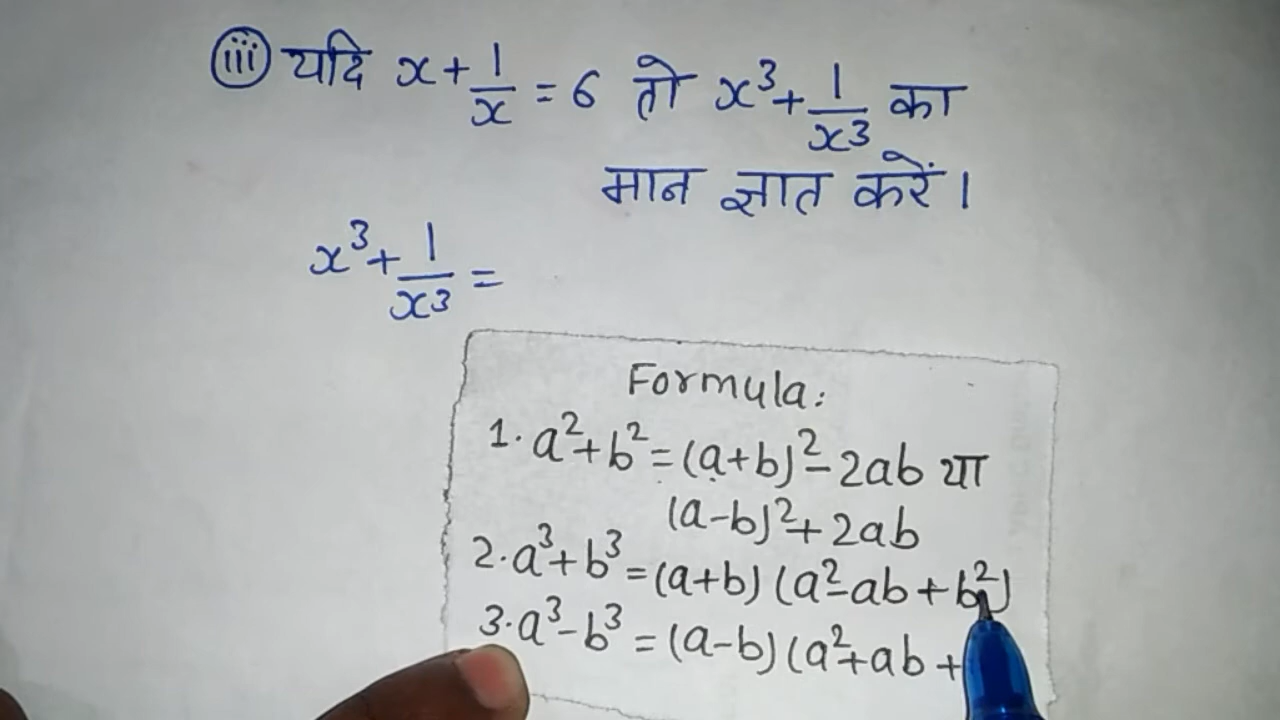 (iii) यदि x + 1/x = 6 तो x³ + 1/x³ का
मान ज्ञात करें।
x³ + 1/x³ =
Formula:
1. a² + b² = (a+b)² - 2ab या
(a-b)² + 2ab
2. a³ + b³ = (a+b) (a² - ab + b²)
3. a³ - b³ = (a-b) (a² + ab +